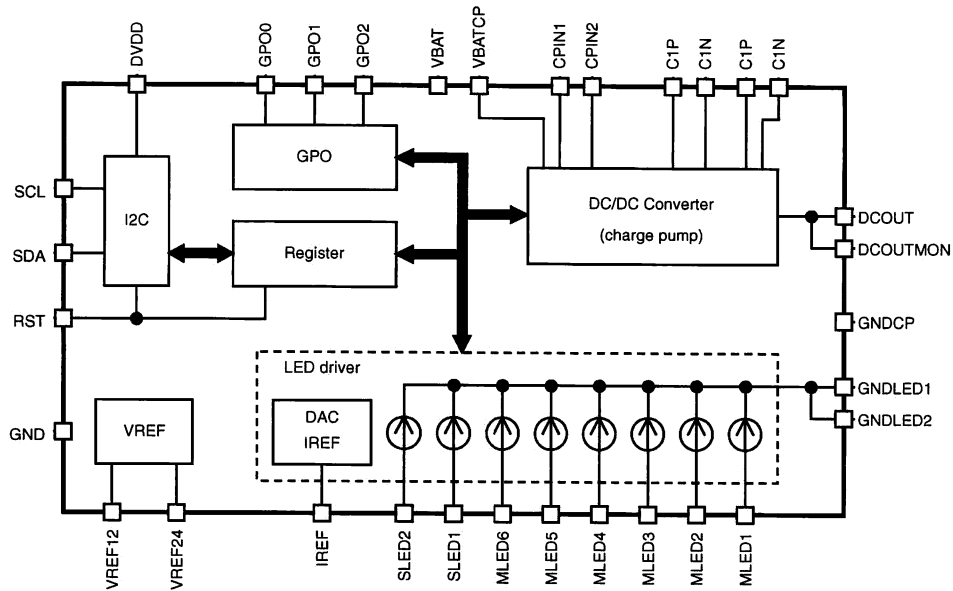 DVDD
GPO0
GPO1
GPO2
VBAT
VBATCP
CPIN1
CPIN2
C1P
C1N
C1P
C1N
GPO
SCL
I2C
DC/DC Converter
(charge pump)
DCOUT
SDA
Register
DCOUTMON
RST
GNDCP
LED driver
GNDLED1
GND
VREF
DAC
IREF
GNDLED2
VREF12
VREF24
IREF
SLED2
SLED1
MLED6
MLED5
MLED4
MLED3
MLED2
MLED1